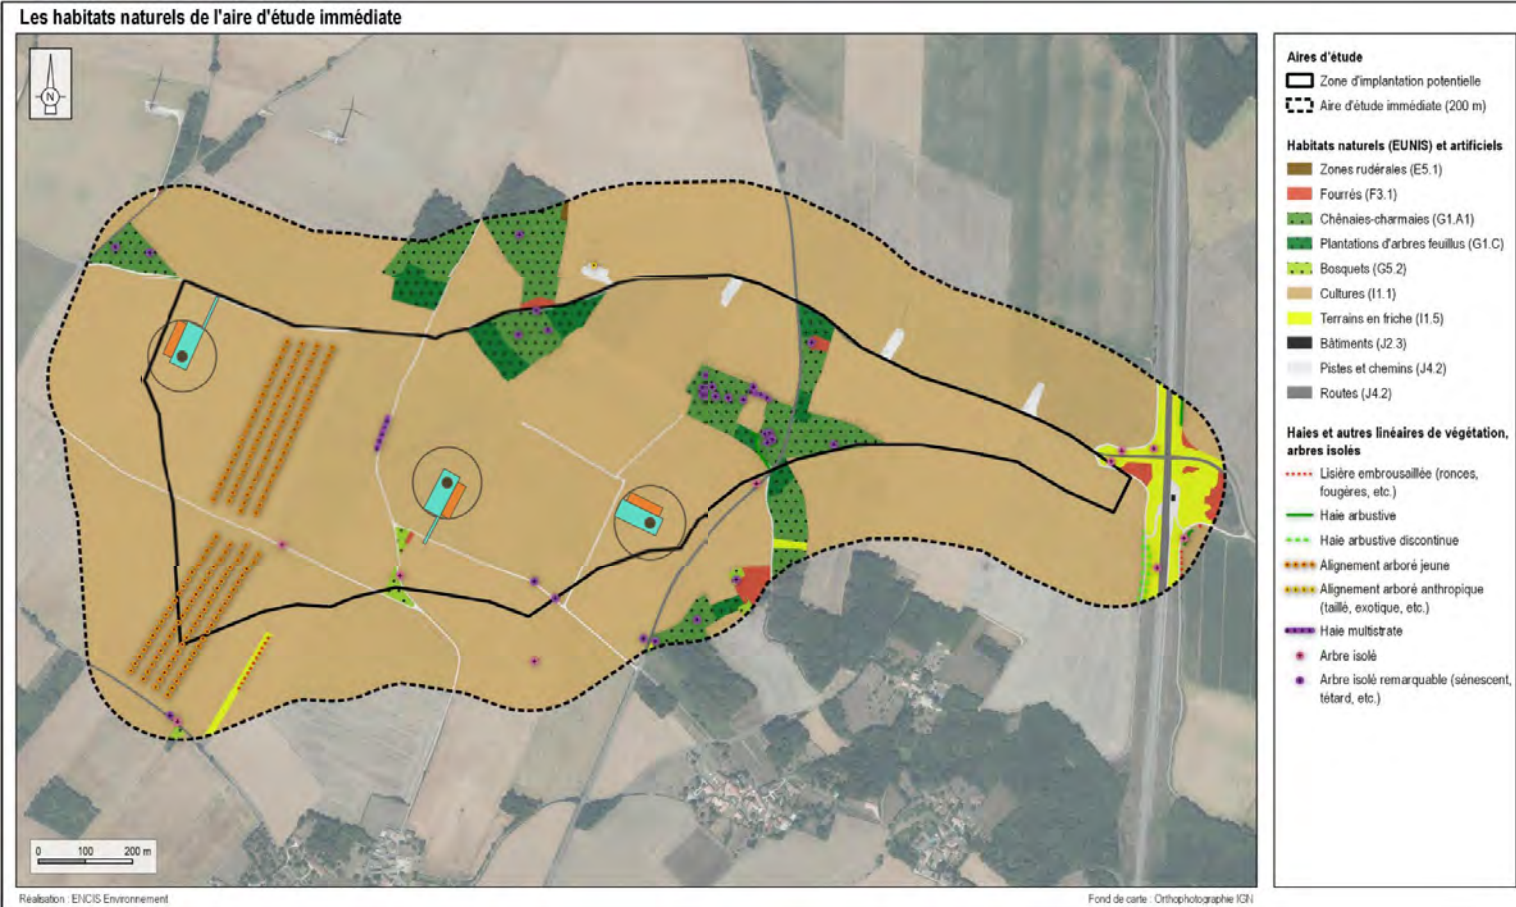 Les habitats naturels de l'aire d'étude immédiate
N
Aires d'étude
Zone d'implantation potentielle
Aire d'étude immédiate (200 m)
Habitats naturels (EUNIS) et artificiels
Zones rudérales (E5.1)
Fourrés (F3.1)
Chênaies-charmaies (G1.A1)
Plantations d'arbres feuillus (G1.C)
Bosquets (G5.2)
Cultures (I1.1)
Terrains en friche (I1.5)
Bâtiments (J2.3)
Pistes et chemins (J4.2)
Routes (J4.2)
Haies et autres linéaires de végétation,
arbres isolés
Lisière embrousaillée (ronces,
fougères, etc.)
Haie arbustive
Haie arbustive discontinue
Alignement arboré jeune
Alignement arboré anthropique
(taillé, exotique, etc.)
Haie multistrate
Arbre isolé
Arbre isolé remarquable (sénescent,
tétard, etc.)
0 100 200 m
Réalisation : ENCIS Environnement
Fond de carte : Orthophotographie IGN